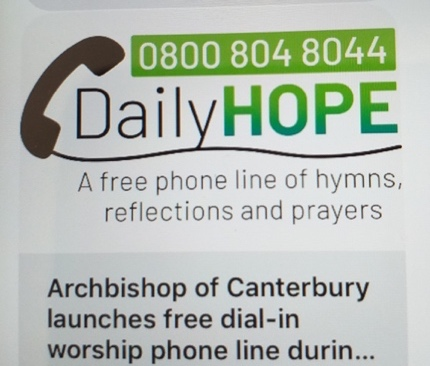 0800 804 8044
DailyHOPE
A free phone line of hymns,
reflections and prayers
Archbishop of Canterbury
launches free dial-in
worship phone line durin...